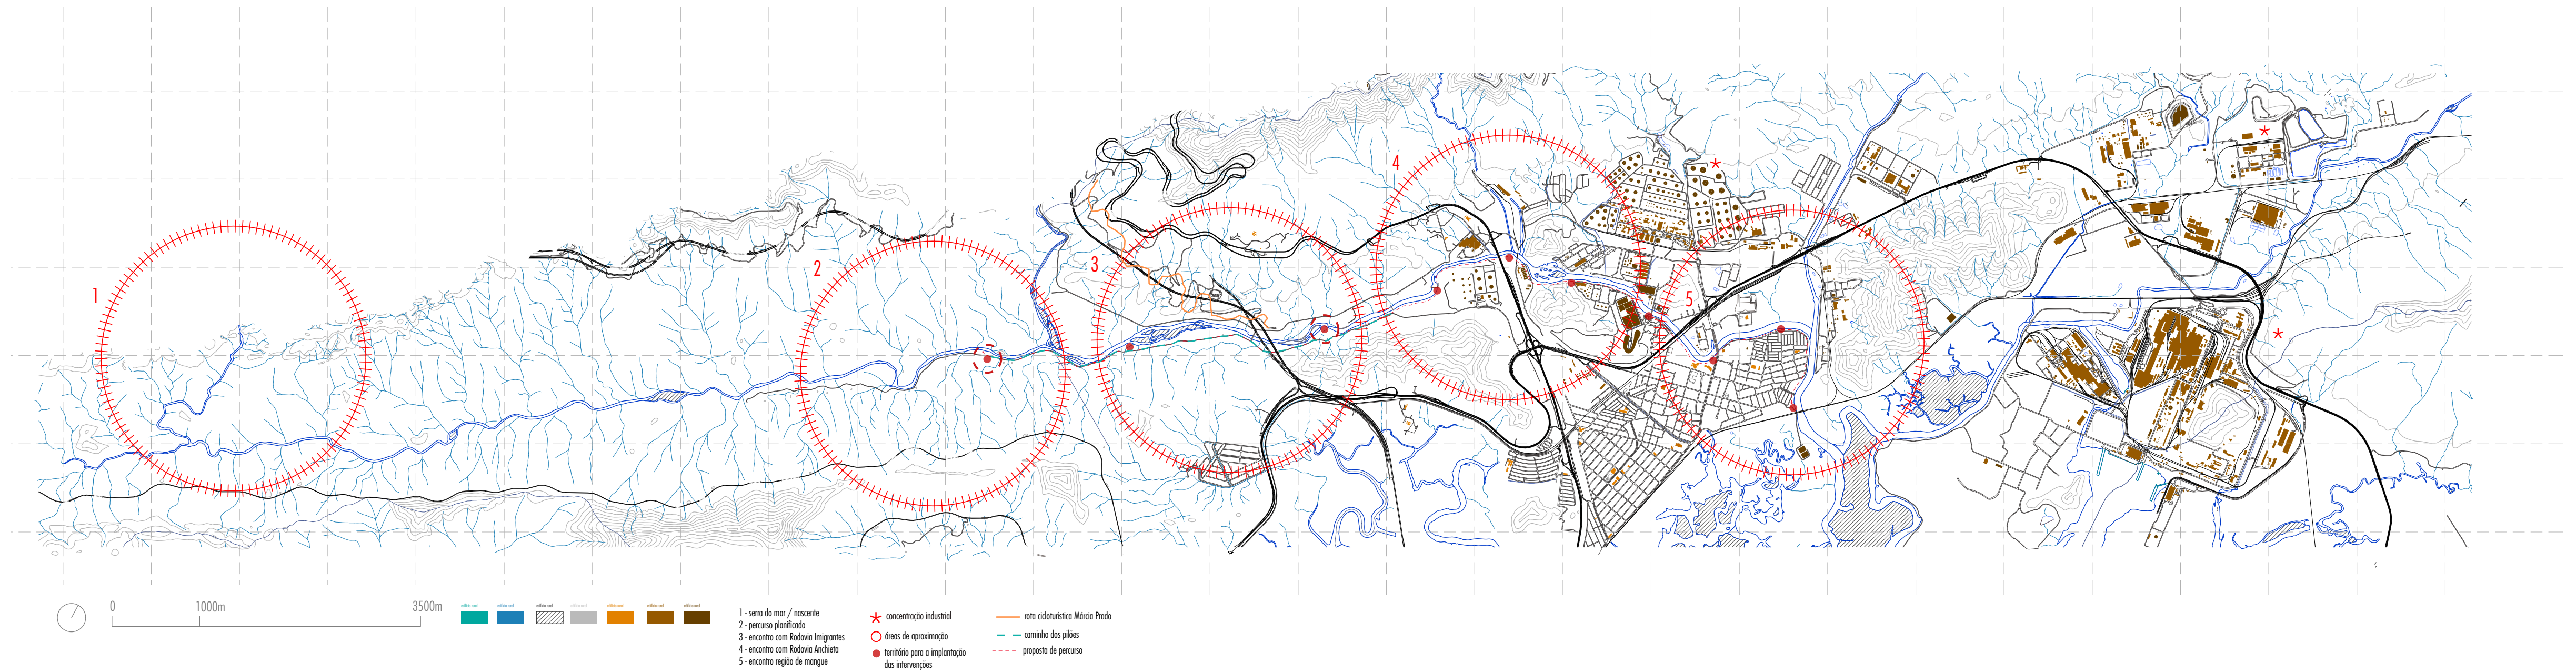 1
2
3
4
5
0 1000m 3500m
1 - serra do mar / nascente
2 - percurso planificado
3 - encontro com Rodovia Imigrantes
4 - encontro com Rodovia Anchieta
5 - encontro região de mangue
concentração industrial
áreas de aproximação
território para a implantação
das intervenções
rota cicloturística Márcia Prado
caminho dos pilões
proposta de percurso